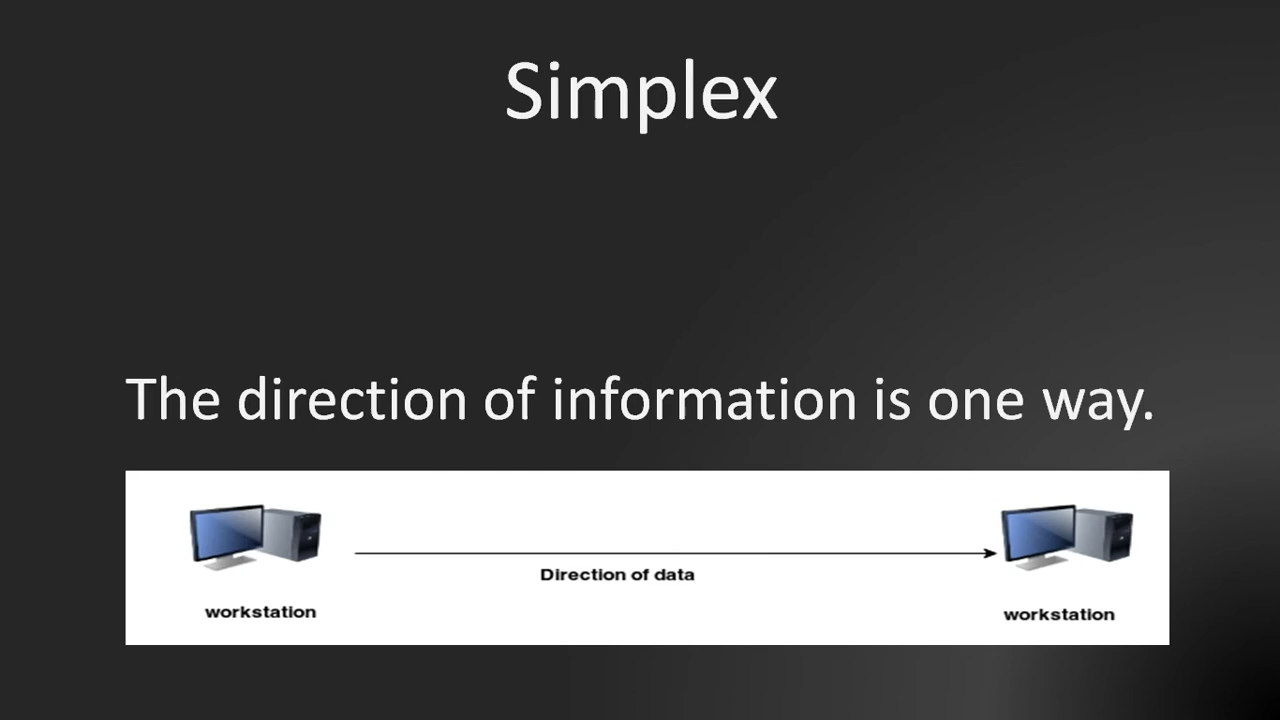 Simplex
The direction of information is one way.
Direction of data
workstation
workstation